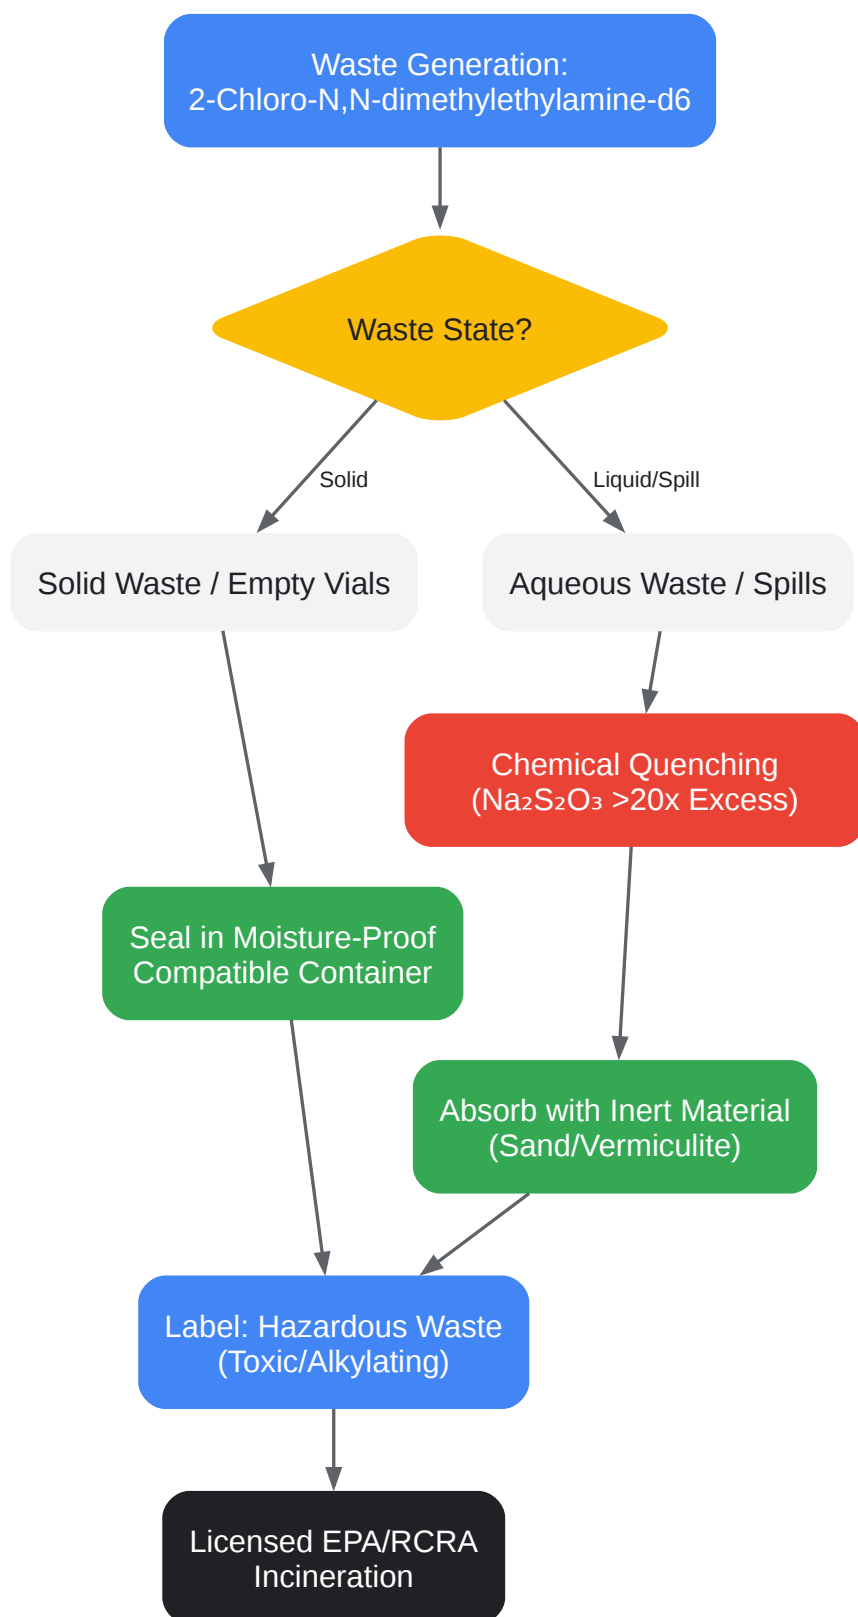 Waste Generation:
2-Chloro-N,N-dimethylethylamine-d6
Waste State?
Solid
Liquid/Spill
Solid Waste / Empty Vials
Aqueous Waste / Spills
Chemical Quenching
(Na₂S₂O₃ >20x Excess)
Seal in Moisture-Proof
Compatible Container
Absorb with Inert Material
(Sand/Vermiculite)
Label: Hazardous Waste
(Toxic/Alkylating)
Licensed EPA/RCRA
Incineration